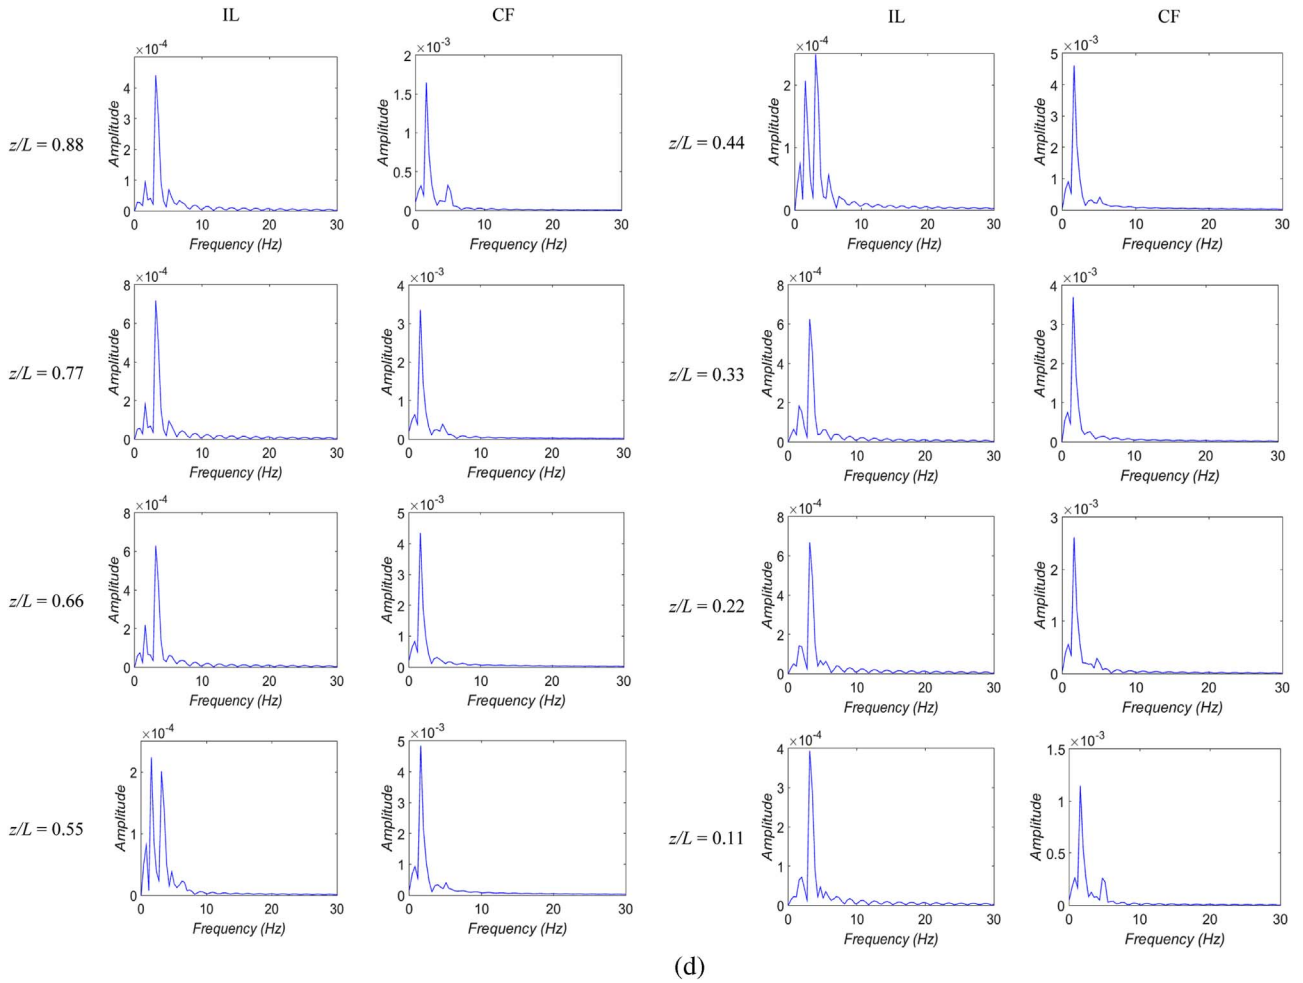 IL CF IL CF
z/L = 0.88
×10-4
Amplitude
4
3
2
1
0
0 10 20 30
Frequency (Hz)
×10-3
Amplitude
2
1.5
1
0.5
0
0 10 20 30
Frequency (Hz)
z/L = 0.44
×10-4
Amplitude
2
1
0
0 10 20 30
Frequency (Hz)
×10-3
Amplitude
5
4
3
2
1
0
0 10 20 30
Frequency (Hz)
z/L = 0.77
×10-4
Amplitude
8
6
4
2
0
0 10 20 30
Frequency (Hz)
×10-3
Amplitude
4
3
2
1
0
0 10 20 30
Frequency (Hz)
z/L = 0.33
×10-4
Amplitude
8
6
4
2
0
0 10 20 30
Frequency (Hz)
×10-3
Amplitude
4
3
2
1
0
0 10 20 30
Frequency (Hz)
z/L = 0.66
×10-4
Amplitude
8
6
4
2
0
0 10 20 30
Frequency (Hz)
×10-3
Amplitude
5
4
3
2
1
0
0 10 20 30
Frequency (Hz)
z/L = 0.22
×10-4
Amplitude
8
6
4
2
0
0 10 20 30
Frequency (Hz)
×10-3
Amplitude
3
2
1
0
0 10 20 30
Frequency (Hz)
z/L = 0.55
×10-4
Amplitude
2
1
0
0 10 20 30
Frequency (Hz)
×10-3
Amplitude
5
4
3
2
1
0
0 10 20 30
Frequency (Hz)
z/L = 0.11
×10-4
Amplitude
4
3
2
1
0
0 10 20 30
Frequency (Hz)
×10-3
Amplitude
1.5
1
0.5
0
0 10 20 30
Frequency (Hz)
(d)